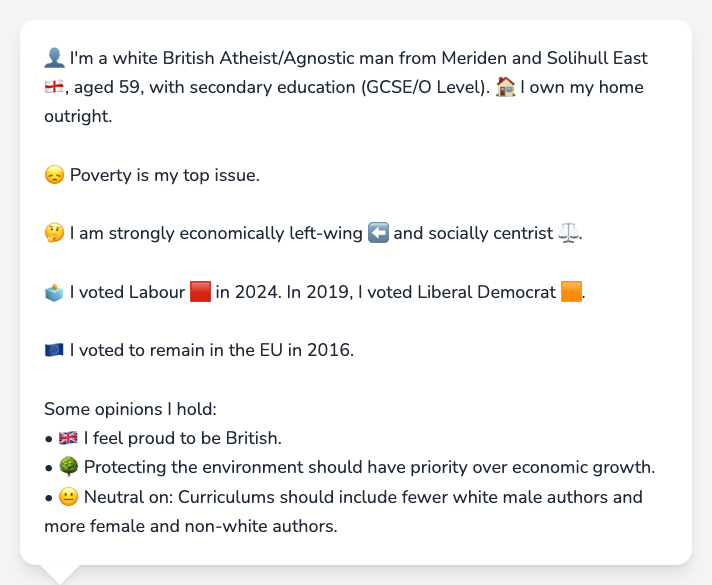 👤 I'm a white British Atheist/Agnostic man from Meriden and Solihull East
🏴󠁧󠁢󠁥󠁮󠁧󠁿, aged 59, with secondary education (GCSE/O Level). 🏠 I own my home
outright.
😞 Poverty is my top issue.
🤔 I am strongly economically left-wing ⬅️ and socially centrist ⚖️.
🗳️ I voted Labour 🟥 in 2024. In 2019, I voted Liberal Democrat 🟧.
🇪🇺 I voted to remain in the EU in 2016.
Some opinions I hold:
• 🇬🇧 I feel proud to be British.
• 🌳 Protecting the environment should have priority over economic growth.
• 😐 Neutral on: Curriculums should include fewer white male authors and
more female and non-white authors.